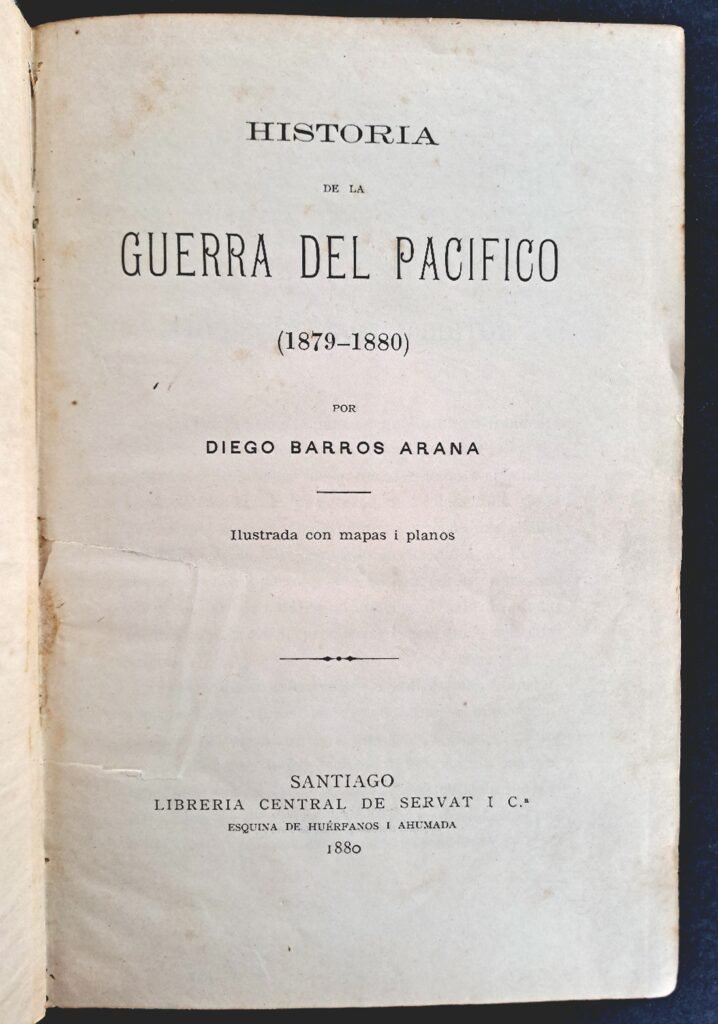 HISTORIA
DE LA
GUERRA DEL PACIFICO
(1879-1880)
POR
DIEGO BARROS ARANA
Ilustrada con mapas i planos
SANTIAGO
LIBRERIA CENTRAL DE SERVAT I C.ª
ESQUINA DE HUÉRFANOS I AHUMADA
1880